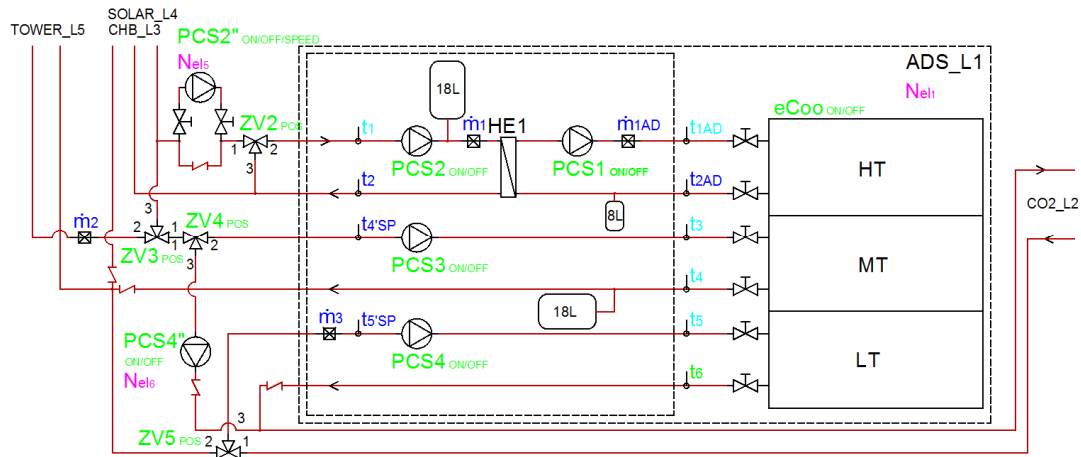 SOLAR_L4
TOWER_L5 CHB_L3
PCS2" ON/OFF/SPEED
Nel5
ADS_L1
Nel1
18L
eCoo ON/OFF
ZV2 POS
1 2
3
t1
ṁ1 HE1
ṁ1AD
t1AD
PCS2 ON/OFF
PCS1 ON/OFF
HT
t2
t2AD
8L
CO2_L2
3
ZV4 POS
ṁ2
2 1 1 2
ZV3 POS
3
t4'SP
t3
PCS3 ON/OFF
MT
t4
18L
ṁ3
t5'SP
t5
PCS4"
ON/OFF
Nel6
PCS4 ON/OFF
LT
t6
3
ZV5 POS 2 1